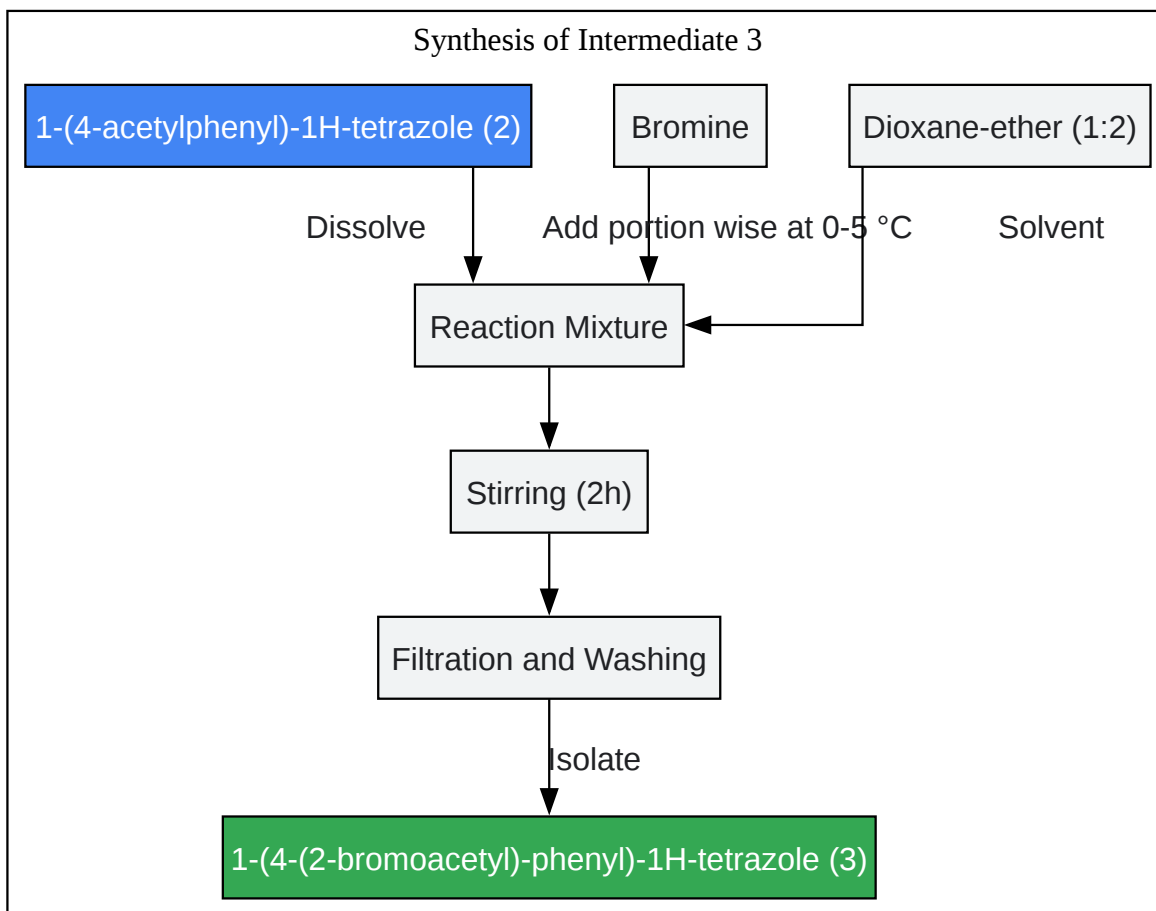 Synthesis of Intermediate 3
1-(4-acetylphenyl)-1H-tetrazole (2)
Bromine
Dioxane-ether (1:2)
Dissolve
Add portion wise at 0-5 °C
Solvent
Reaction Mixture
Stirring (2h)
Filtration and Washing
Isolate
1-(4-(2-bromoacetyl)-phenyl)-1H-tetrazole (3)